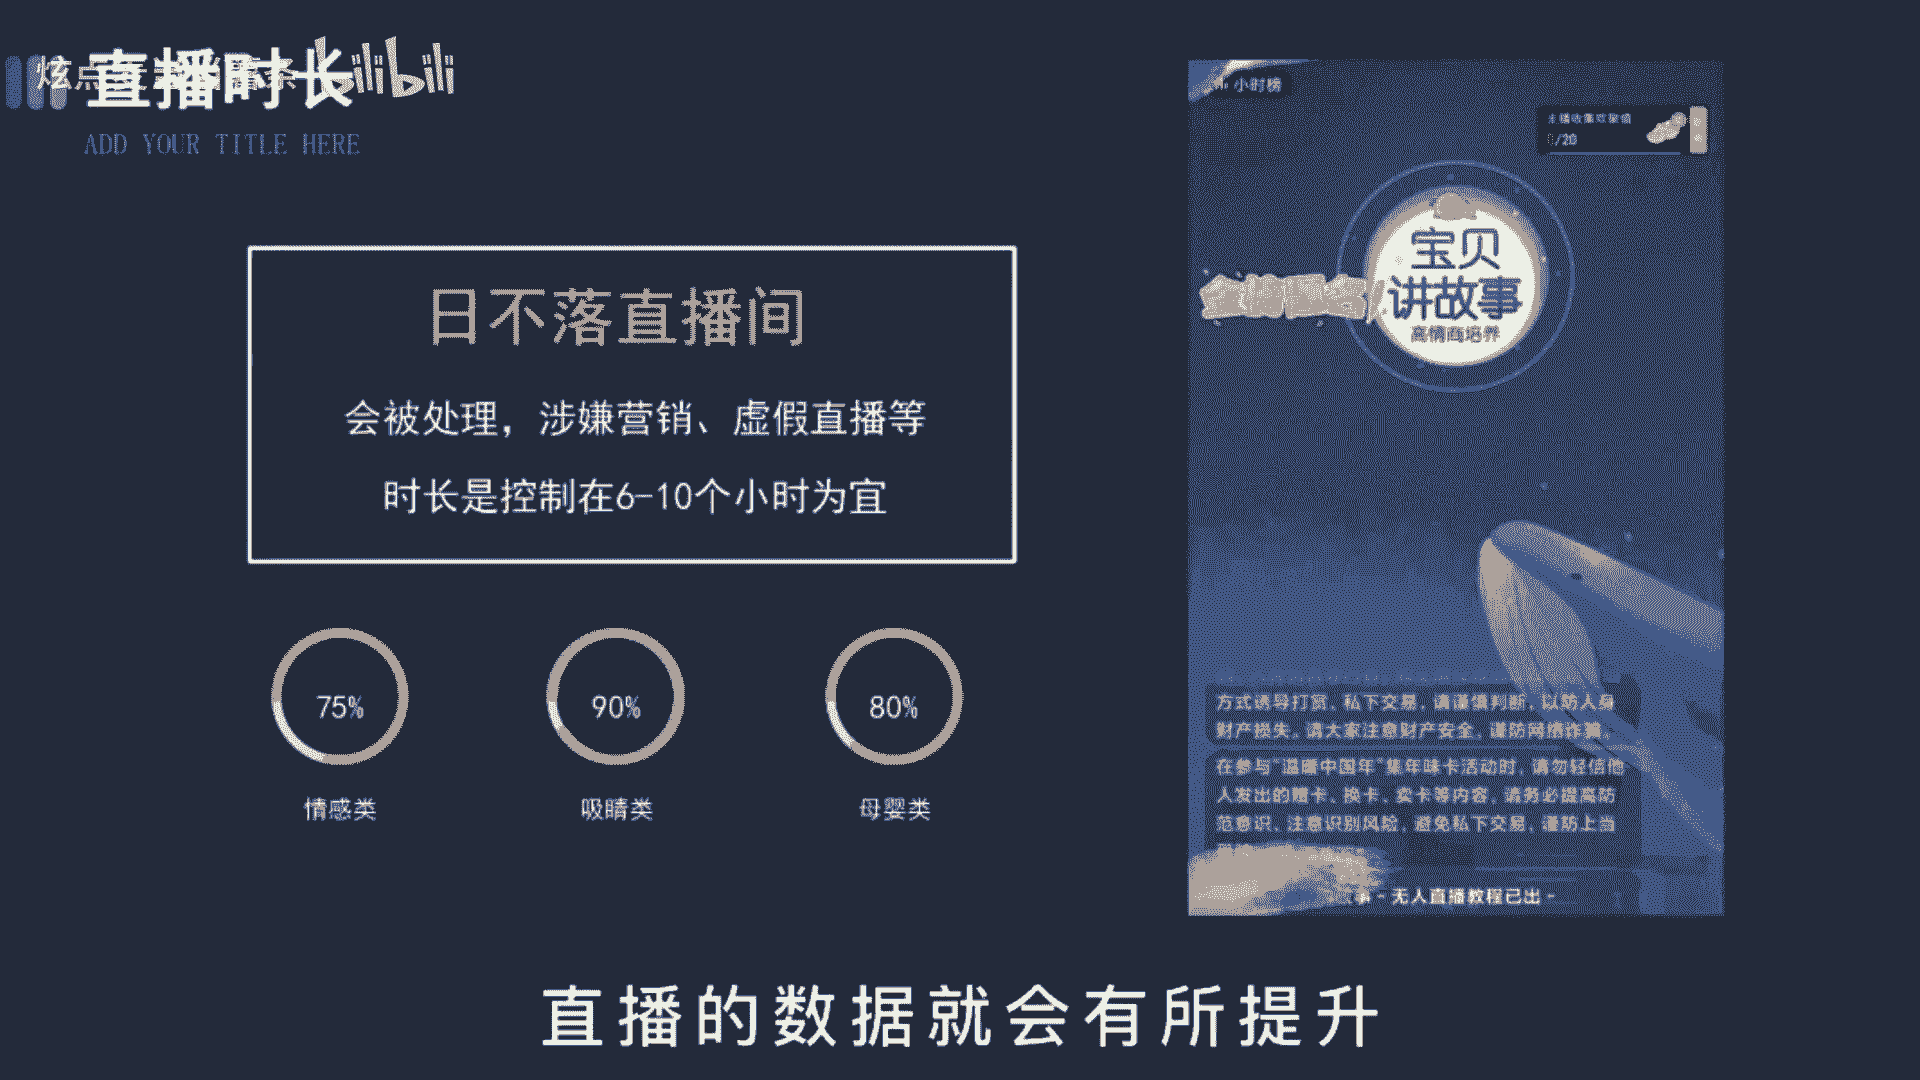 直播时长
bilibili
ADD YOUR TITLE HERE
日不落直播间
会被处理，涉嫌营销、虚假直播等
时长是控制在6-10个小时为宜
75%
90%
80%
情感类
吸睛类
母婴类
小时榜
/20
宝贝
讲故事
高情商培养
方式诱导打赏、私下交易，请谨慎判断，以防人身
财产损失。请大家注意财产安全，谨防网络诈骗。
在参与“温暖中国年”集年味卡活动时，请勿轻信他
人发出的赠卡、换卡、卖卡等内容，请务必提高防
范意识，注意识别风险，避免私下交易，谨防上当
- 无人直播教程已出 -
直播的数据就会有所提升